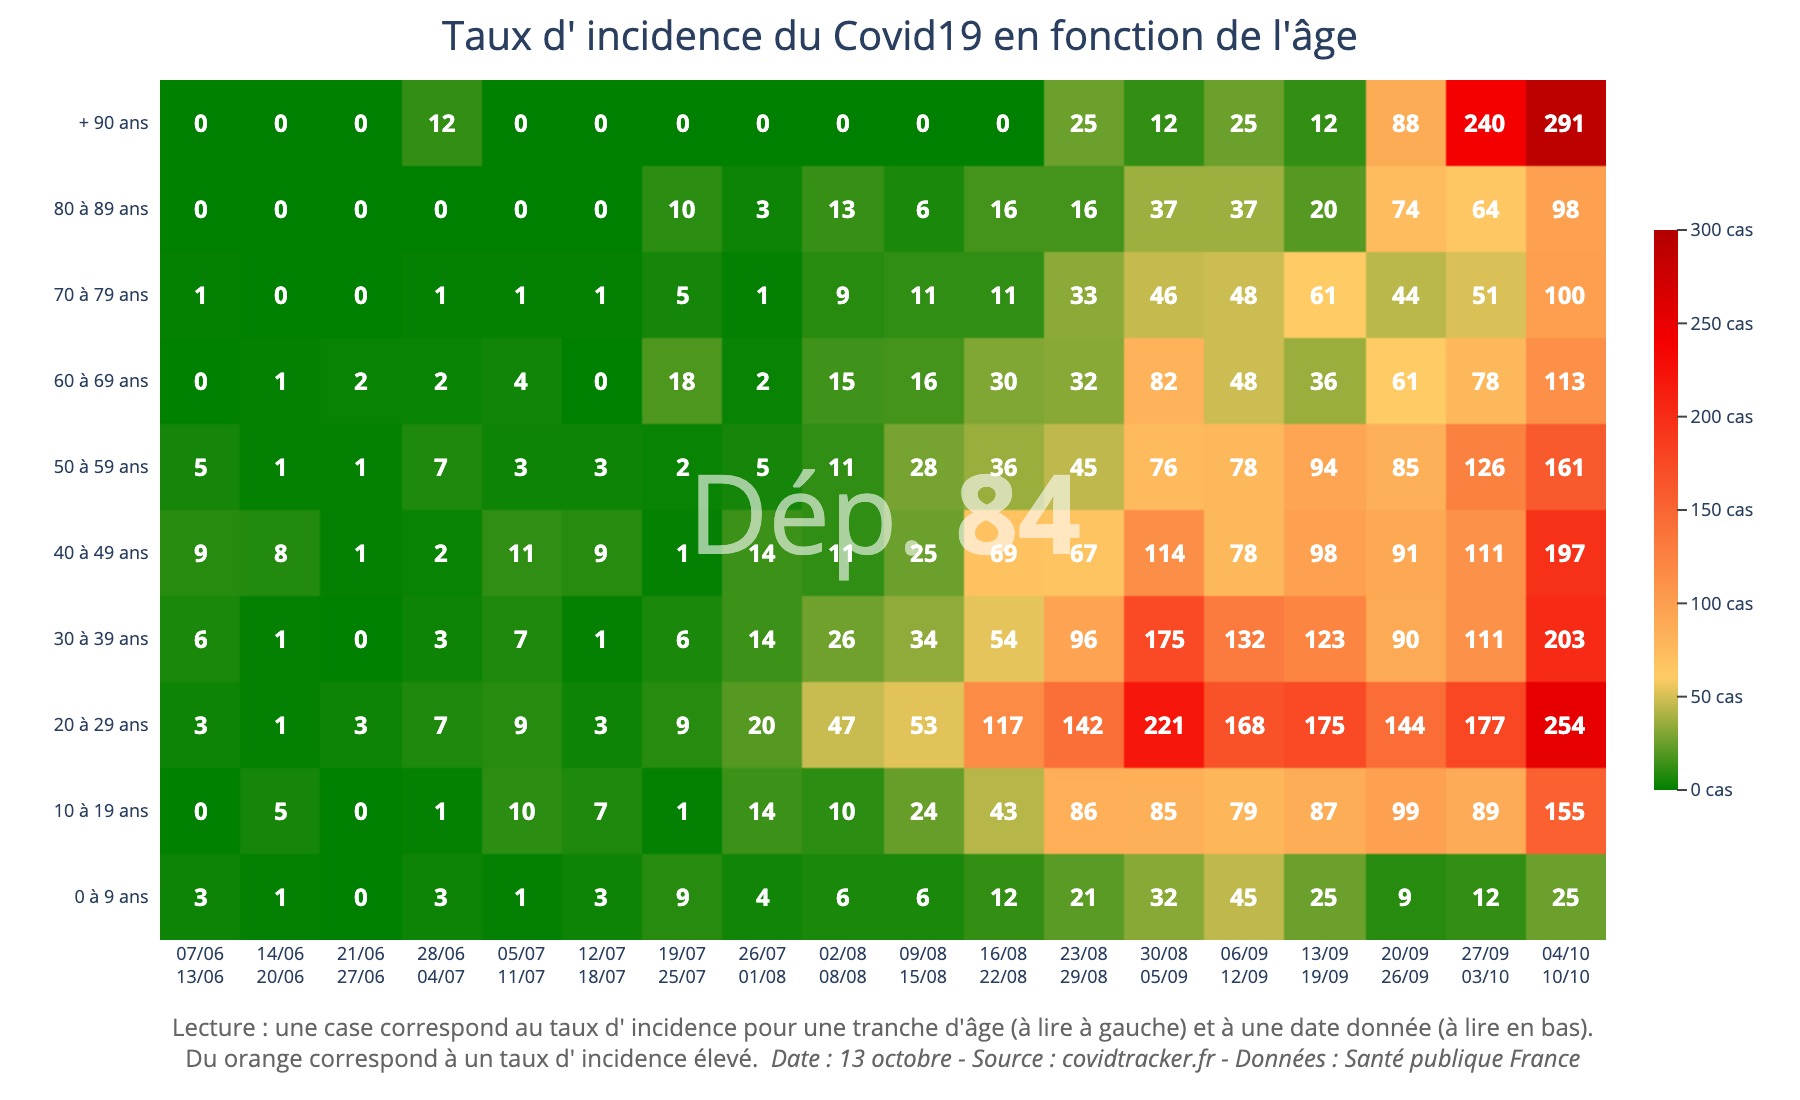 Taux d' incidence du Covid19 en fonction de l'âge
+ 90 ans 0 0 0 12 0 0 0 0 0 0 0 25 12 25 12 88 240 291
80 à 89 ans 0 0 0 0 0 0 10 3 13 6 16 16 37 37 20 74 64 98
70 à 79 ans 1 0 0 1 1 1 5 1 9 11 11 33 46 48 61 44 51 100
60 à 69 ans 0 1 2 2 4 0 18 2 15 16 30 32 82 48 36 61 78 113
50 à 59 ans 5 1 1 7 3 3 2 5 11 28 36 45 76 78 94 85 126 161
Dép. 84
40 à 49 ans 9 8 1 2 11 9 1 14 11 25 69 67 114 78 98 91 111 197
30 à 39 ans 6 1 0 3 7 1 6 14 26 34 54 96 175 132 123 90 111 203
20 à 29 ans 3 1 3 7 9 3 9 20 47 53 117 142 221 168 175 144 177 254
10 à 19 ans 0 5 0 1 10 7 1 14 10 24 43 86 85 79 87 99 89 155
0 à 9 ans 3 1 0 3 1 3 9 4 6 6 12 21 32 45 25 9 12 25
07/06 14/06 21/06 28/06 05/07 12/07 19/07 26/07 02/08 09/08 16/08 23/08 30/08 06/09 13/09 20/09 27/09 04/10
13/06 20/06 27/06 04/07 11/07 18/07 25/07 01/08 08/08 15/08 22/08 29/08 05/09 12/09 19/09 26/09 03/10 10/10
300 cas
250 cas
200 cas
150 cas
100 cas
50 cas
0 cas
Lecture : une case correspond au taux d' incidence pour une tranche d'âge (à lire à gauche) et à une date donnée (à lire en bas).
Du orange correspond à un taux d' incidence élevé. Date : 13 octobre - Source : covidtracker.fr - Données : Santé publique France